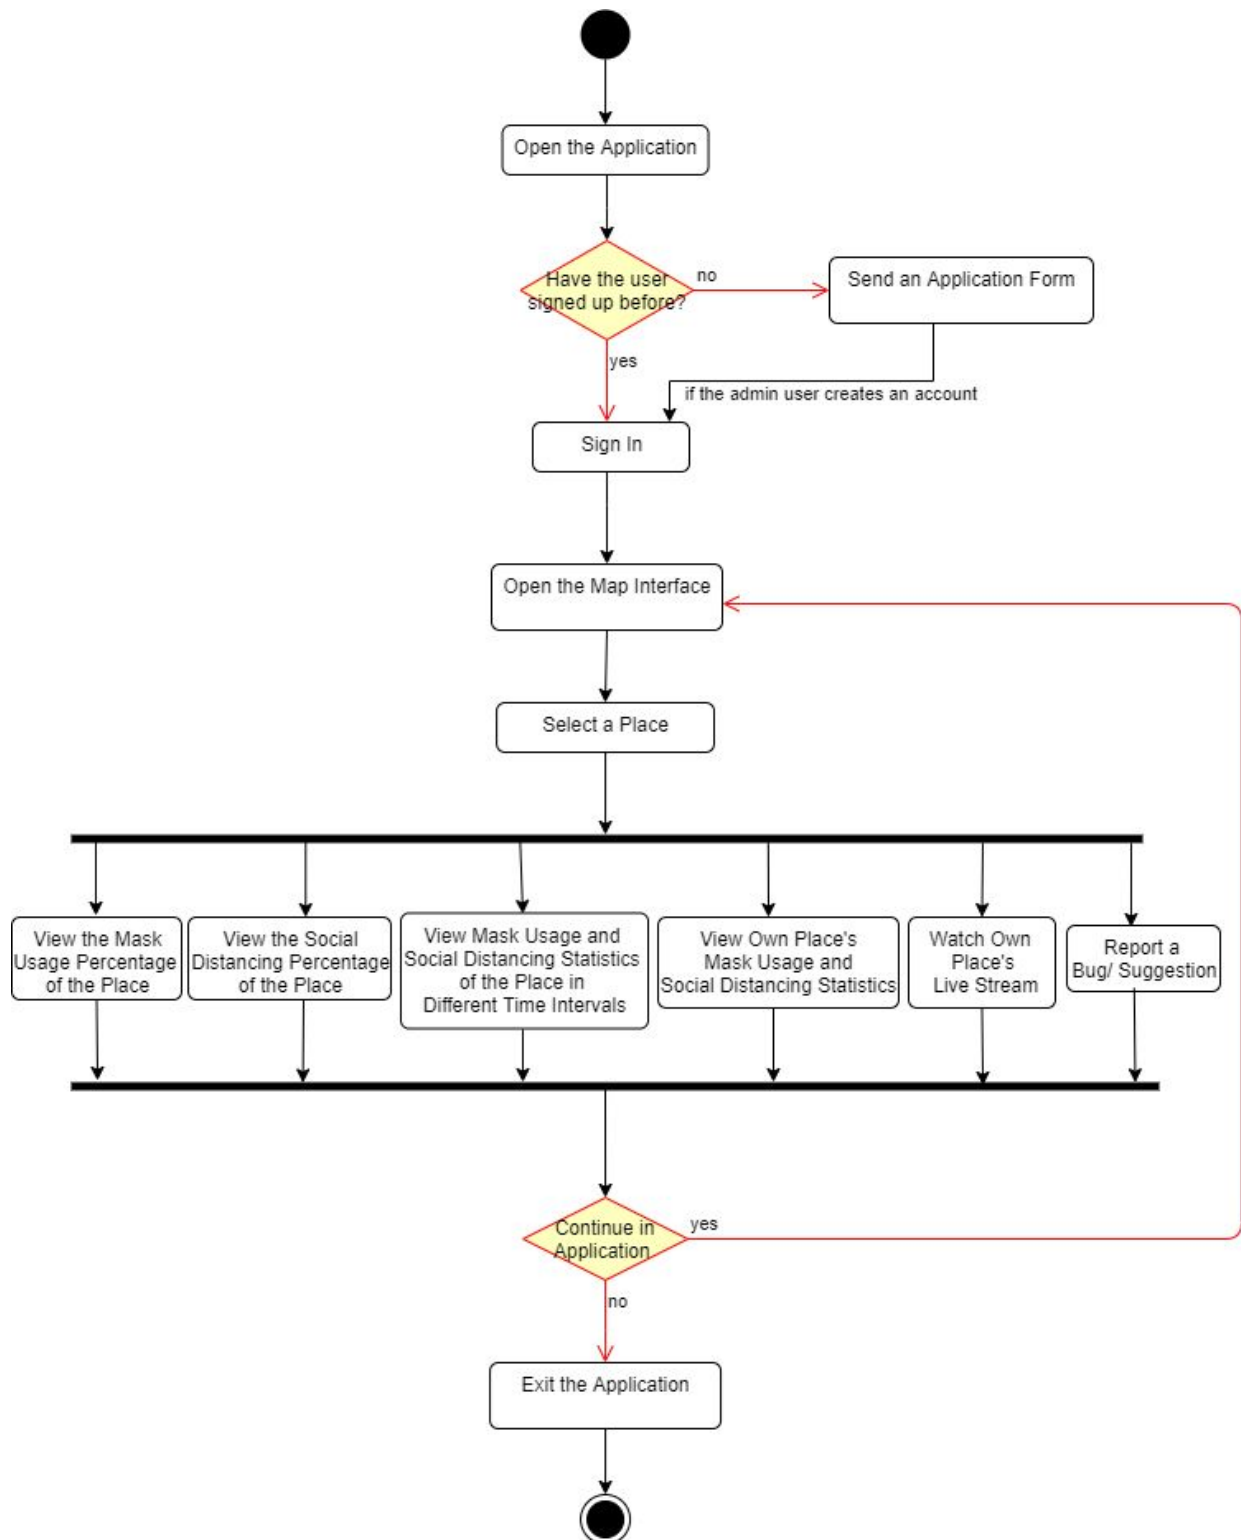 Open the Application
Have the user
signed up before?
no
Send an Application Form
yes
if the admin user creates an account
Sign In
Open the Map Interface
Select a Place
View the Mask
Usage Percentage
of the Place
View the Social
Distancing Percentage
of the Place
View Mask Usage and
Social Distancing Statistics
of the Place in
Different Time Intervals
View Own Place's
Mask Usage and
Social Distancing Statistics
Watch Own
Place's
Live Stream
Report a
Bug/ Suggestion
Continue in
Application
yes
no
Exit the Application